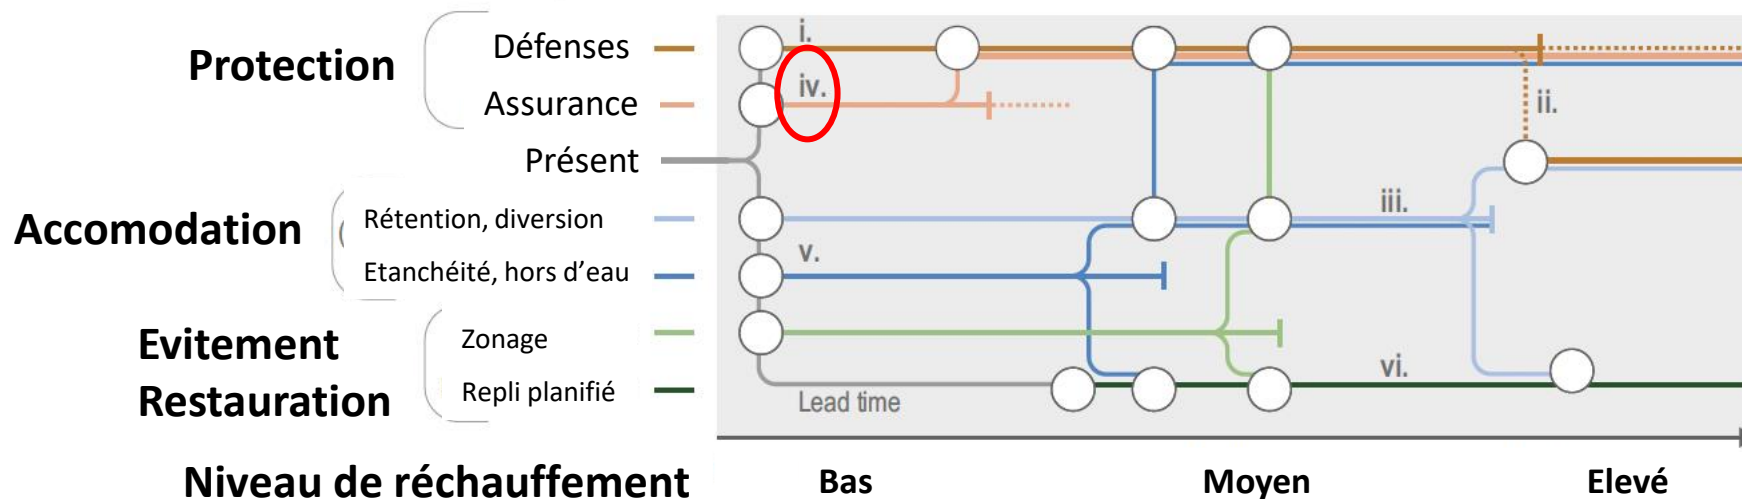 Protection
Défenses
Assurance
Présent
Accomodation
Rétention, diversion
Etanchéité, hors d'eau
Evitement
Restauration
Zonage
Repli planifié
i.
iv.
ii.
iii.
v.
vi.
Lead time
Niveau de réchauffement
Bas
Moyen
Elevé